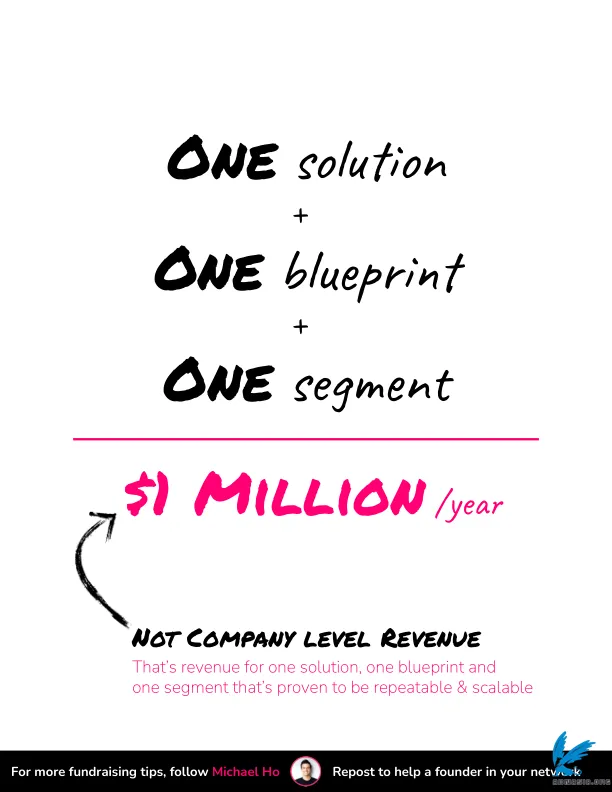 ONE solution
+
ONE blueprint
+
ONE segment
$1 MILLION /year
NOT COMPANY LEVEL REVENUE
That's revenue for one solution, one blueprint and
one segment that's proven to be repeatable & scalable
For more fundraising tips, follow Michael Ho Repost to help a founder in your network